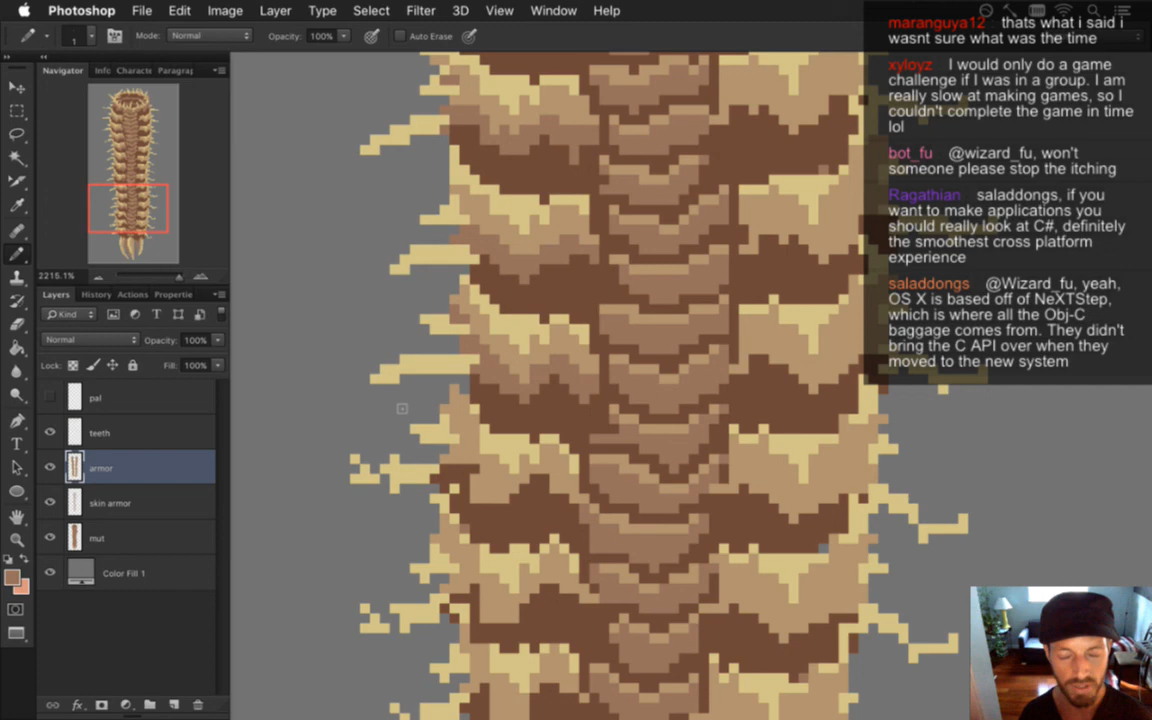 Photoshop File Edit Image Layer Type Select Filter 3D View Window Help
1 Mode: Normal Opacity: 100% Auto Erase
Navigator Info Characte Paragraj
2215.1%
Layers History Actions Propertie
Kind
Normal Opacity: 100%
Lock: Fill: 100%
pal
teeth
armor
skin armor
mut
Color Fill 1
maranguya12 thats what i said i
wasnt sure what was the time
xyloyz I would only do a game
challenge if I was in a group. I am
really slow at making games, so I
couldn't complete the game in time
lol
bot_fu @wizard_fu, won't
someone please stop the itching
Ragathian saladdongs, if you
want to make applications you
should really look at C#, definitely
the smoothest cross platform
experience
saladdongs @Wizard_fu, yeah,
OS X is based off of NeXTStep,
which is where all the Obj-C
baggage comes from. They didn't
bring the C API over when they
moved to the new system